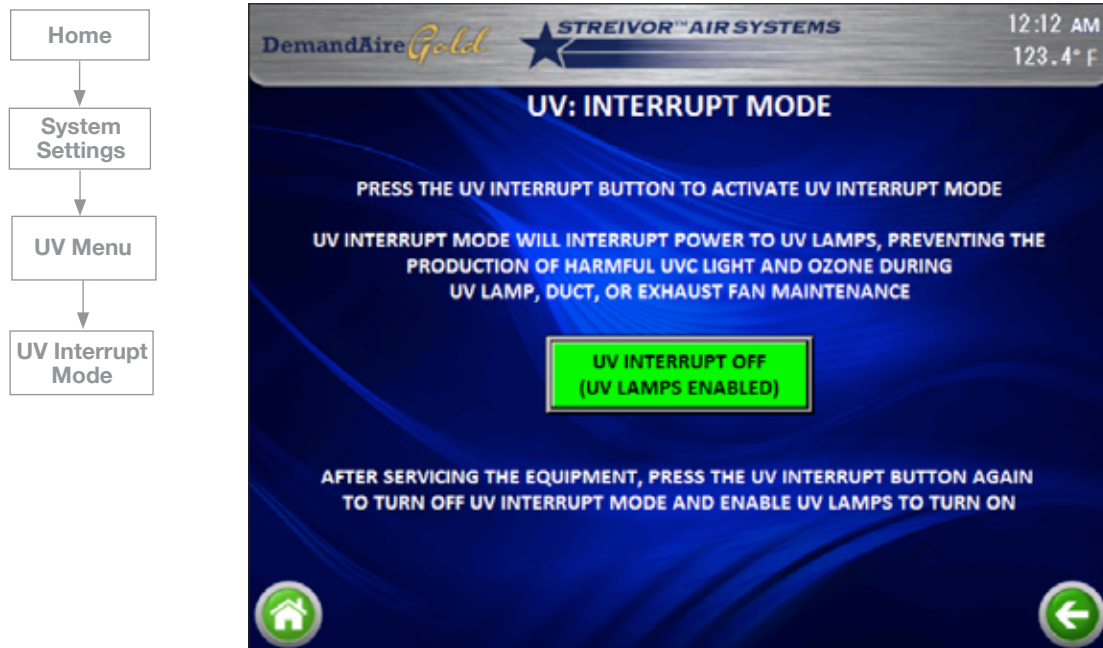 Home
System
Settings
UV Menu
UV Interrupt
Mode
DemandAire Gold
STREIVOR™ AIR SYSTEMS
12:12 AM
123.4° F
UV: INTERRUPT MODE
PRESS THE UV INTERRUPT BUTTON TO ACTIVATE UV INTERRUPT MODE
UV INTERRUPT MODE WILL INTERRUPT POWER TO UV LAMPS, PREVENTING THE
PRODUCTION OF HARMFUL UVC LIGHT AND OZONE DURING
UV LAMP, DUCT, OR EXHAUST FAN MAINTENANCE
UV INTERRUPT OFF
(UV LAMPS ENABLED)
AFTER SERVICING THE EQUIPMENT, PRESS THE UV INTERRUPT BUTTON AGAIN
TO TURN OFF UV INTERRUPT MODE AND ENABLE UV LAMPS TO TURN ON